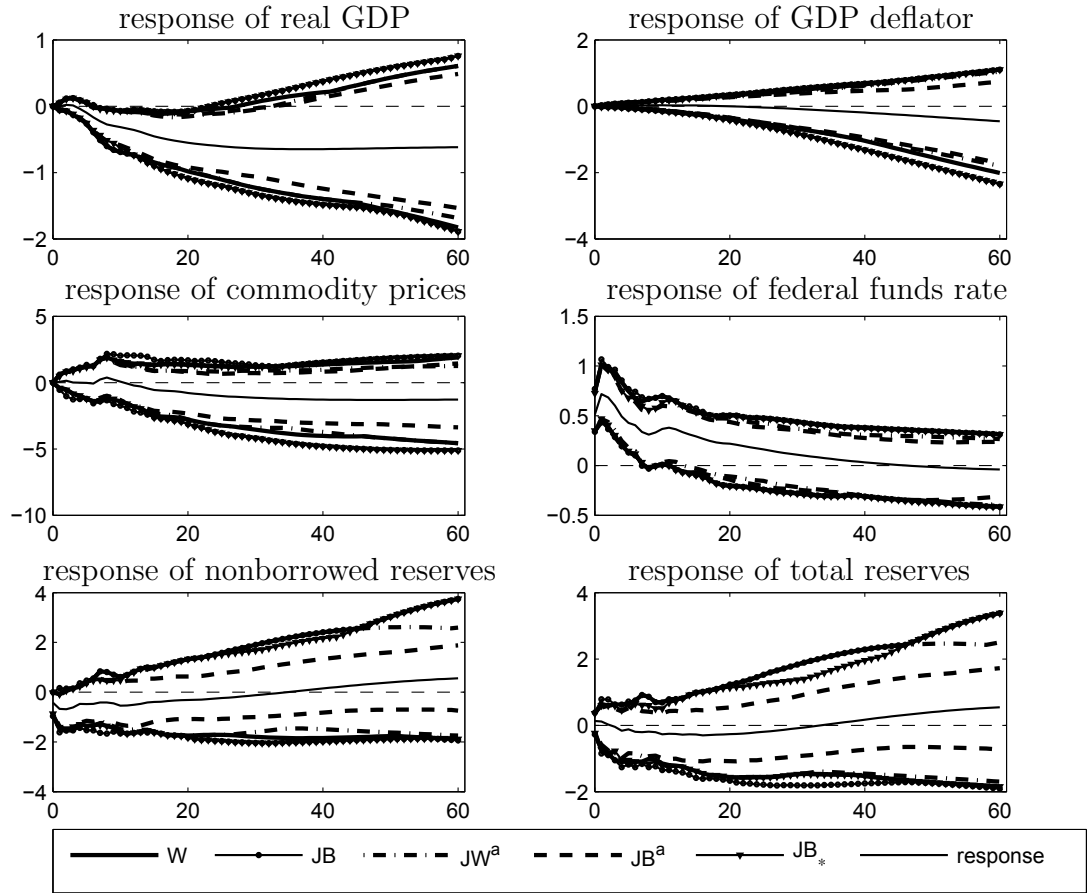 response of real GDP
1
0
−1
−2
0 20 40 60
response of GDP deflator
2
0
−2
−4
0 20 40 60
response of commodity prices
5
0
−5
−10
0 20 40 60
response of federal funds rate
1.5
1
0.5
0
−0.5
0 20 40 60
response of nonborrowed reserves
4
2
0
−2
−4
0 20 40 60
response of total reserves
4
2
0
−2
0 20 40 60
W JB JWᵃ JBᵃ JB* response